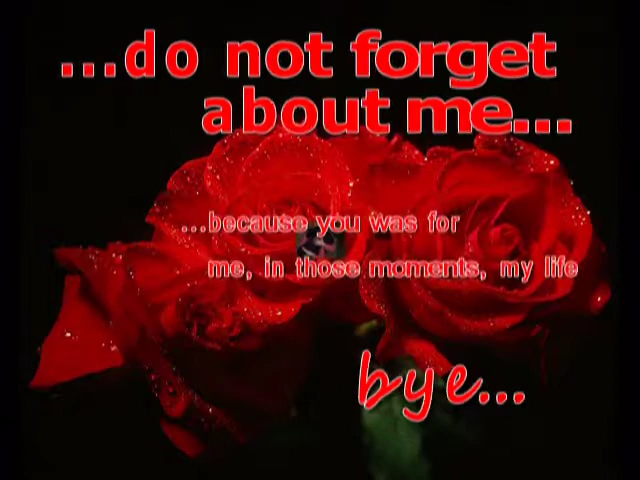 ...do not forget
about me...
...because you was for
me, in those moments, my life
bye...